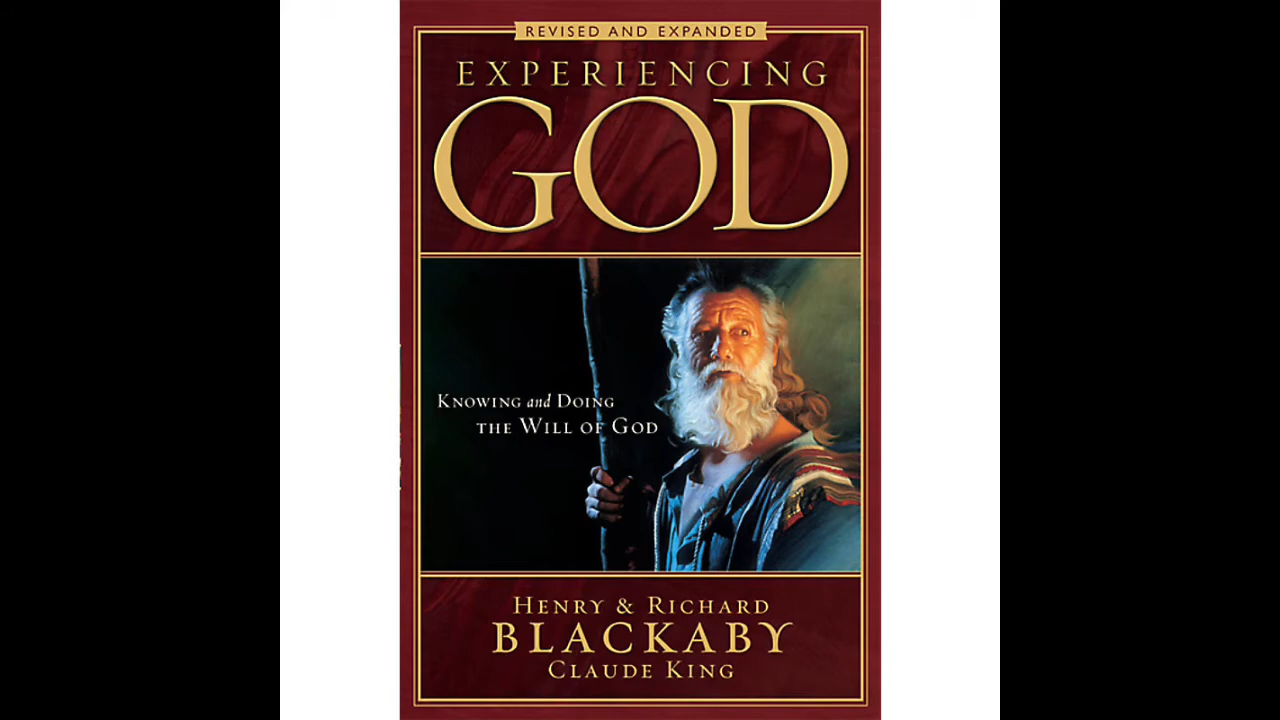 REVISED AND EXPANDED
EXPERIENCING
GOD
KNOWING and DOING
THE WILL OF GOD
HENRY & RICHARD
BLACKABY
CLAUDE KING